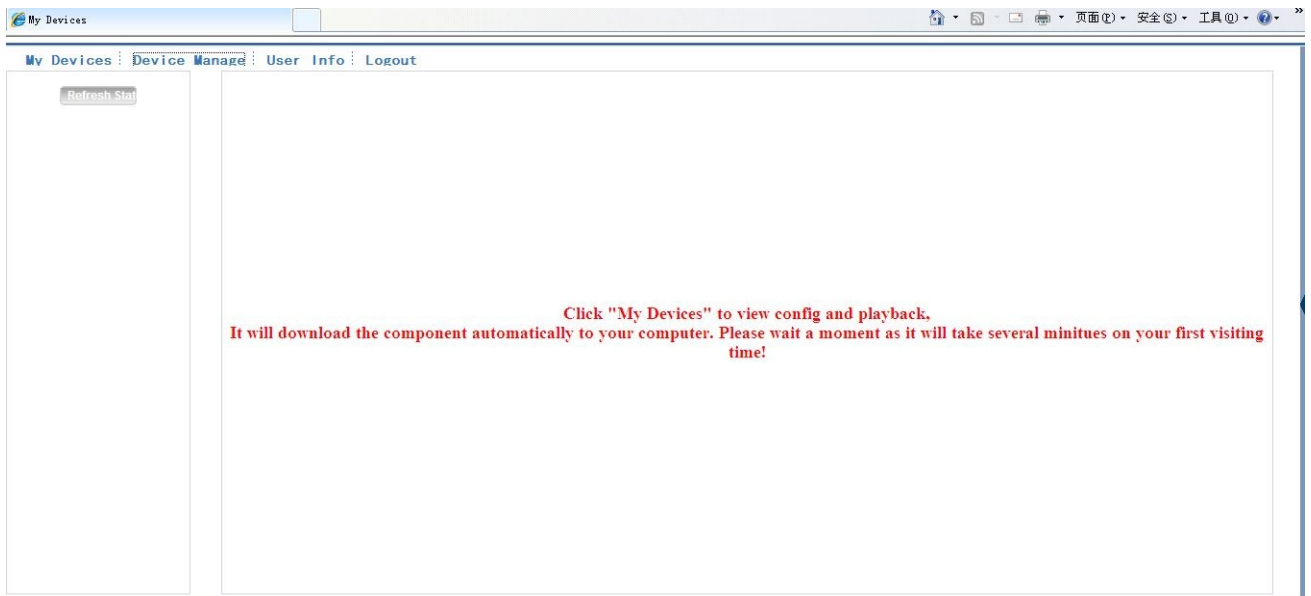 My Devices
页面(P) 安全(S) 工具(O)
My Devices Device Manage User Info Logout
Refresh Stat
Click "My Devices" to view config and playback,
It will download the component automatically to your computer. Please wait a moment as it will take several minitues on your first visiting
time!